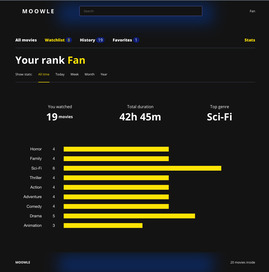 MOOWLE
Search
Fan
All movies Watchlist 6 History 19 Favorites 1 Stats
Your rank Fan
Show stats: All time Today Week Month Year
You watched Total duration Top genre
19 movies 42h 45m Sci-Fi
Horror 4
Family 4
Sci-Fi 6
Thriller 4
Action 4
Adventure 4
Comedy 4
Drama 5
Animation 3
MOOWLE movies inside